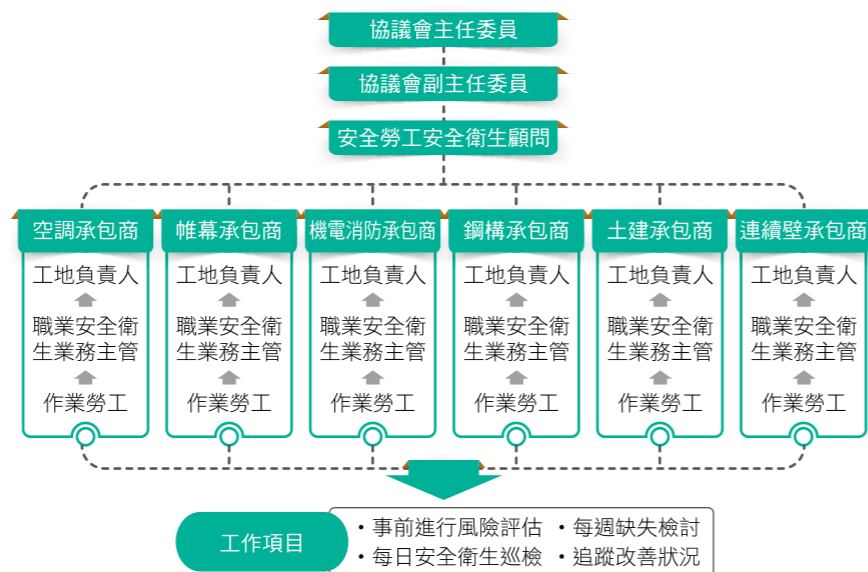 協議會主任委員
協議會副主任委員
安全勞工安全衛生顧問
空調承包商
工地負責人
職業安全衛
生業務主管
作業勞工
帷幕承包商
工地負責人
職業安全衛
生業務主管
作業勞工
機電消防承包商
工地負責人
職業安全衛
生業務主管
作業勞工
鋼構承包商
工地負責人
職業安全衛
生業務主管
作業勞工
土建承包商
工地負責人
職業安全衛
生業務主管
作業勞工
連續壁承包商
工地負責人
職業安全衛
生業務主管
作業勞工
工作項目
・事前進行風險評估
・每日安全衛生巡檢
・每週缺失檢討
・追蹤改善狀況